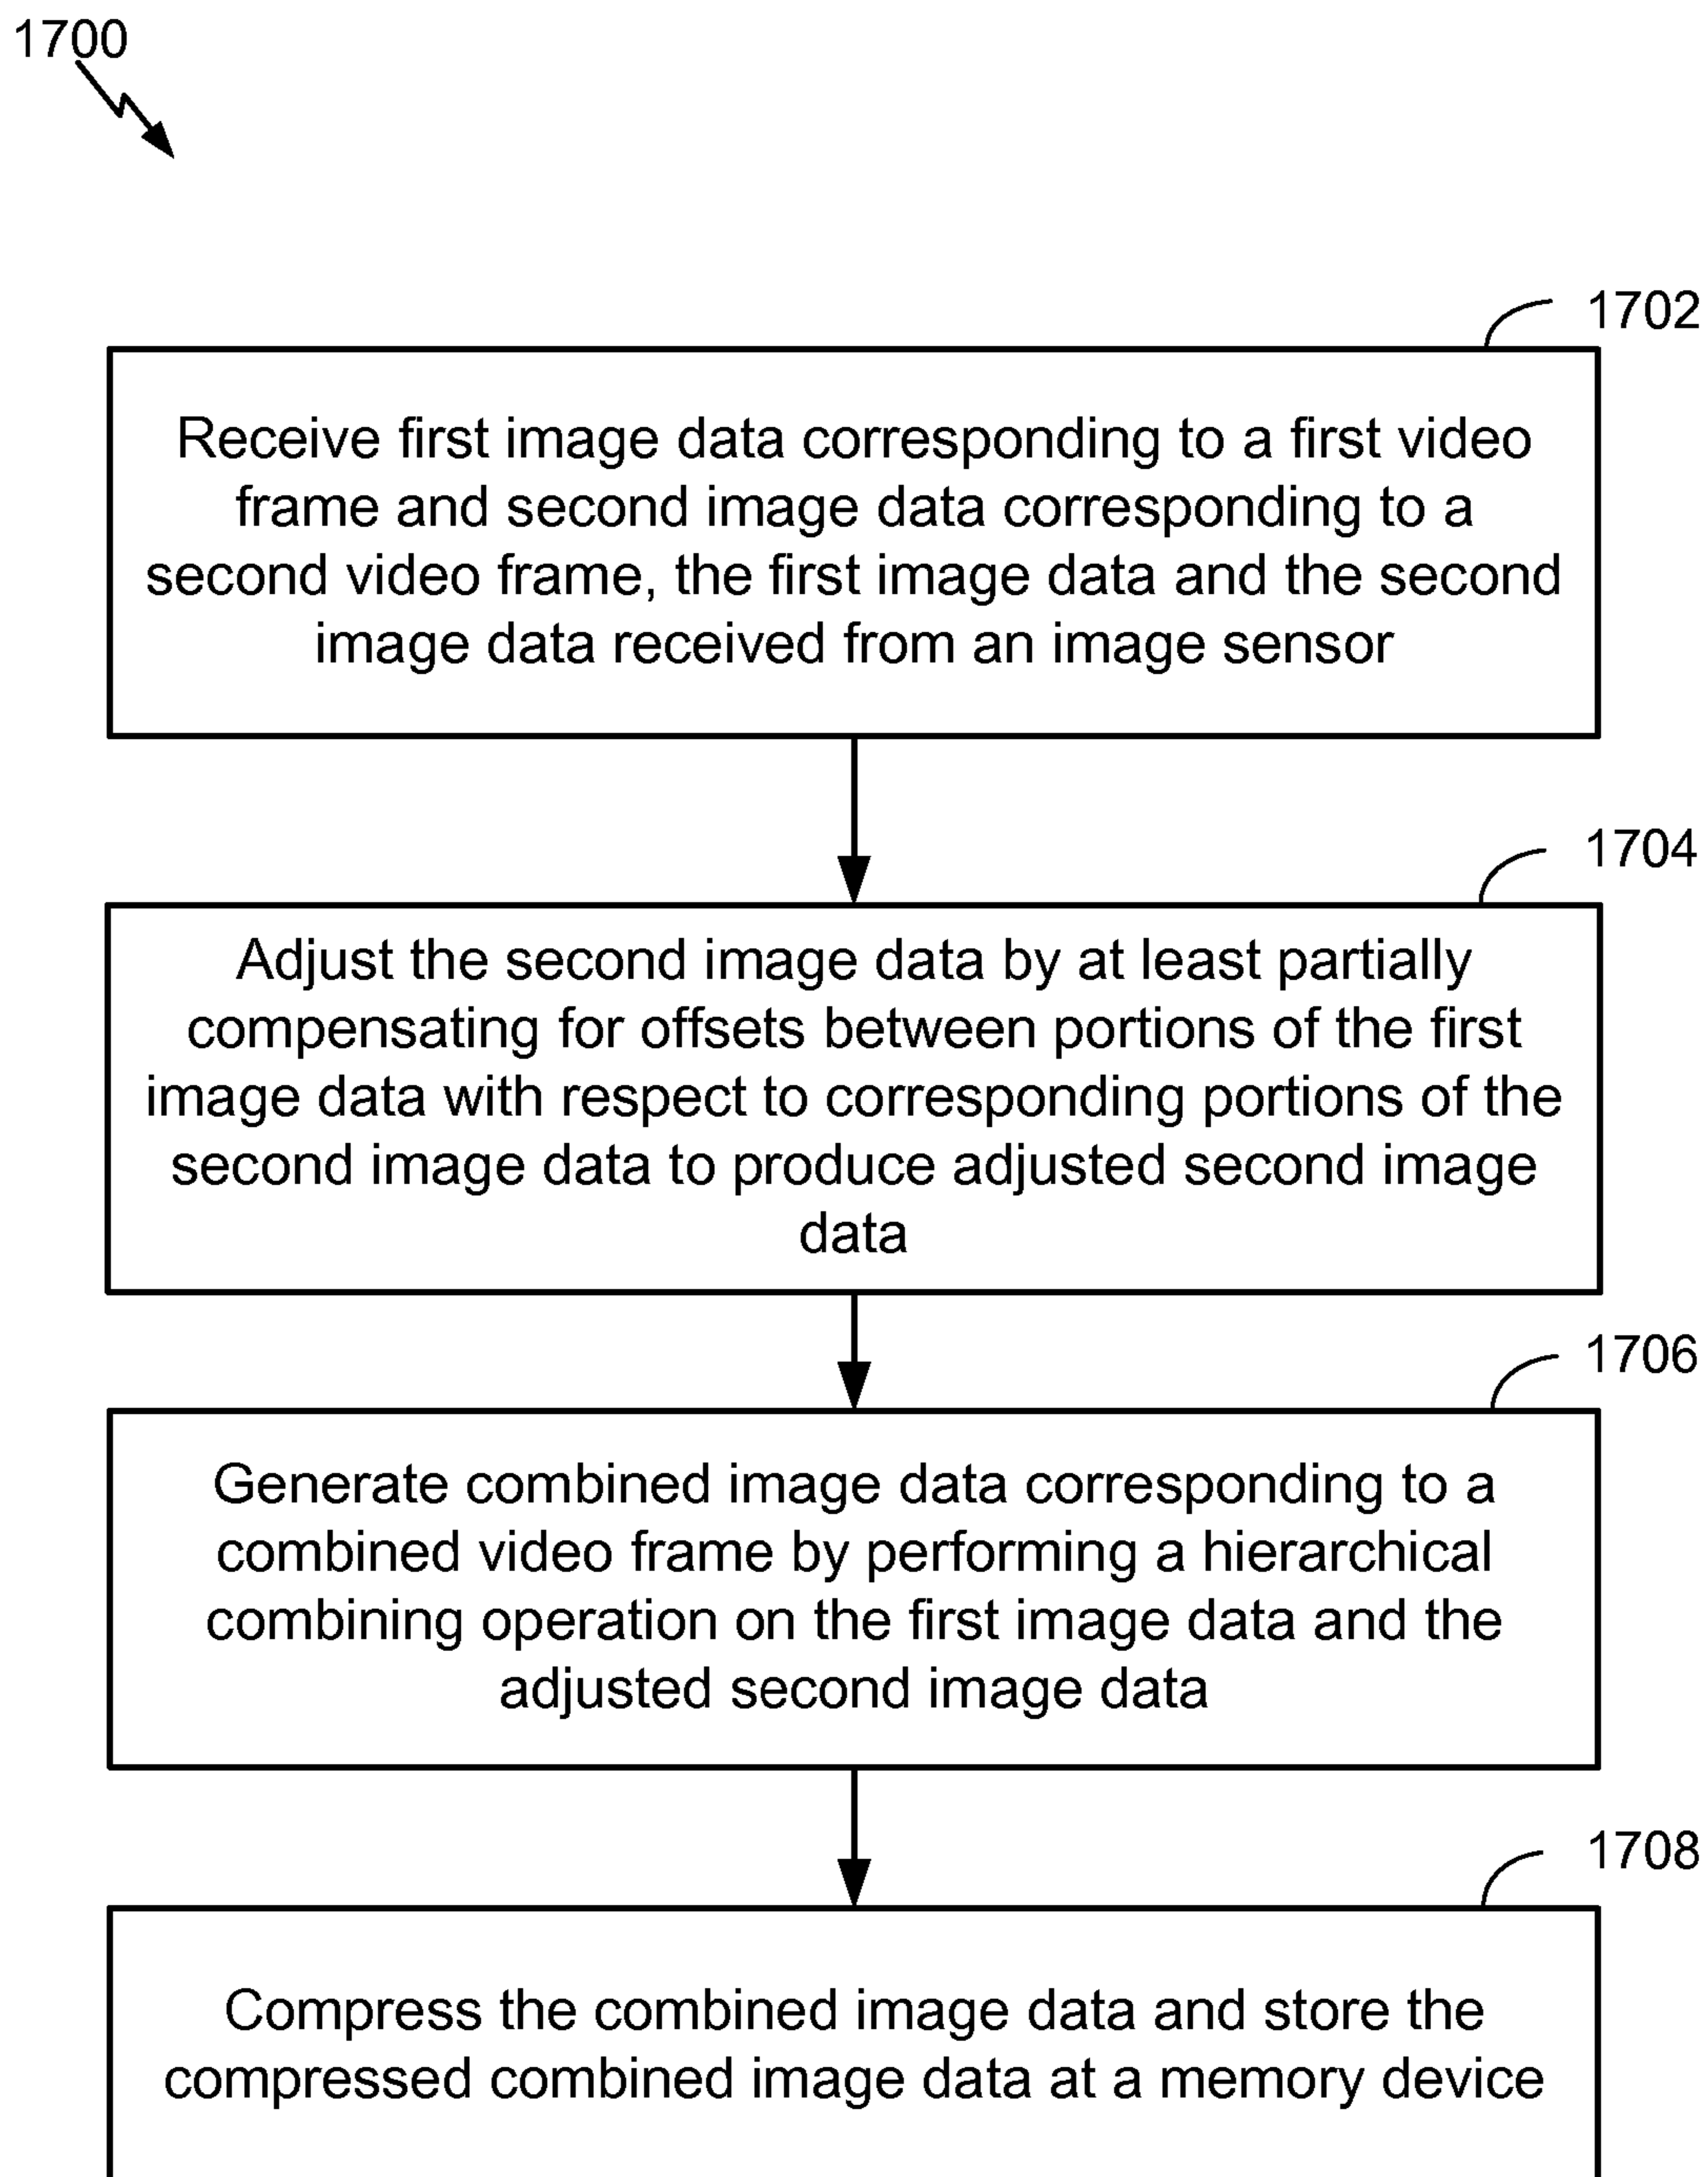 1700
1702
Receive first image data corresponding to a first video
frame and second image data corresponding to a
second video frame, the first image data and the second
image data received from an image sensor
1704
Adjust the second image data by at least partially
compensating for offsets between portions of the first
image data with respect to corresponding portions of the
second image data to produce adjusted second image
data
1706
Generate combined image data corresponding to a
combined video frame by performing a hierarchical
combining operation on the first image data and the
adjusted second image data
1708
Compress the combined image data and store the
compressed combined image data at a memory device